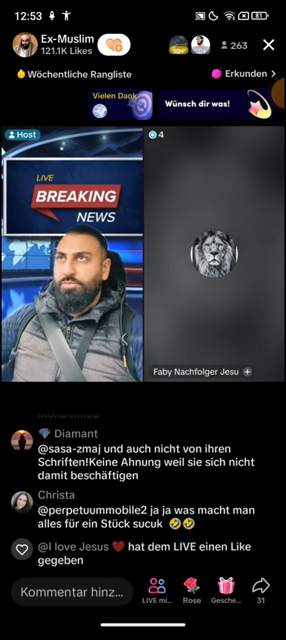 12:53
81
Ex-Muslim
121.1K Likes
263
Wöchentliche Rangliste
Erkunden >
Vielen Dank
Wünsch dir was!
Host
4
LIVE
BREAKING
NEWS
Faby Nachfolger Jesu
Diamant
@sasa-zmaj und auch nicht von ihren
Schriften!Keine Ahnung weil sie sich nicht
damit beschäftigen
Christa
@perpetuummobile2 ja ja was macht man
alles für ein Stück sucuk 🤣🤣
@I love Jesus ❤️ hat dem LIVE einen Like
gegeben
Kommentar hinz...
LIVE mi...
Rose
Gesche...
31